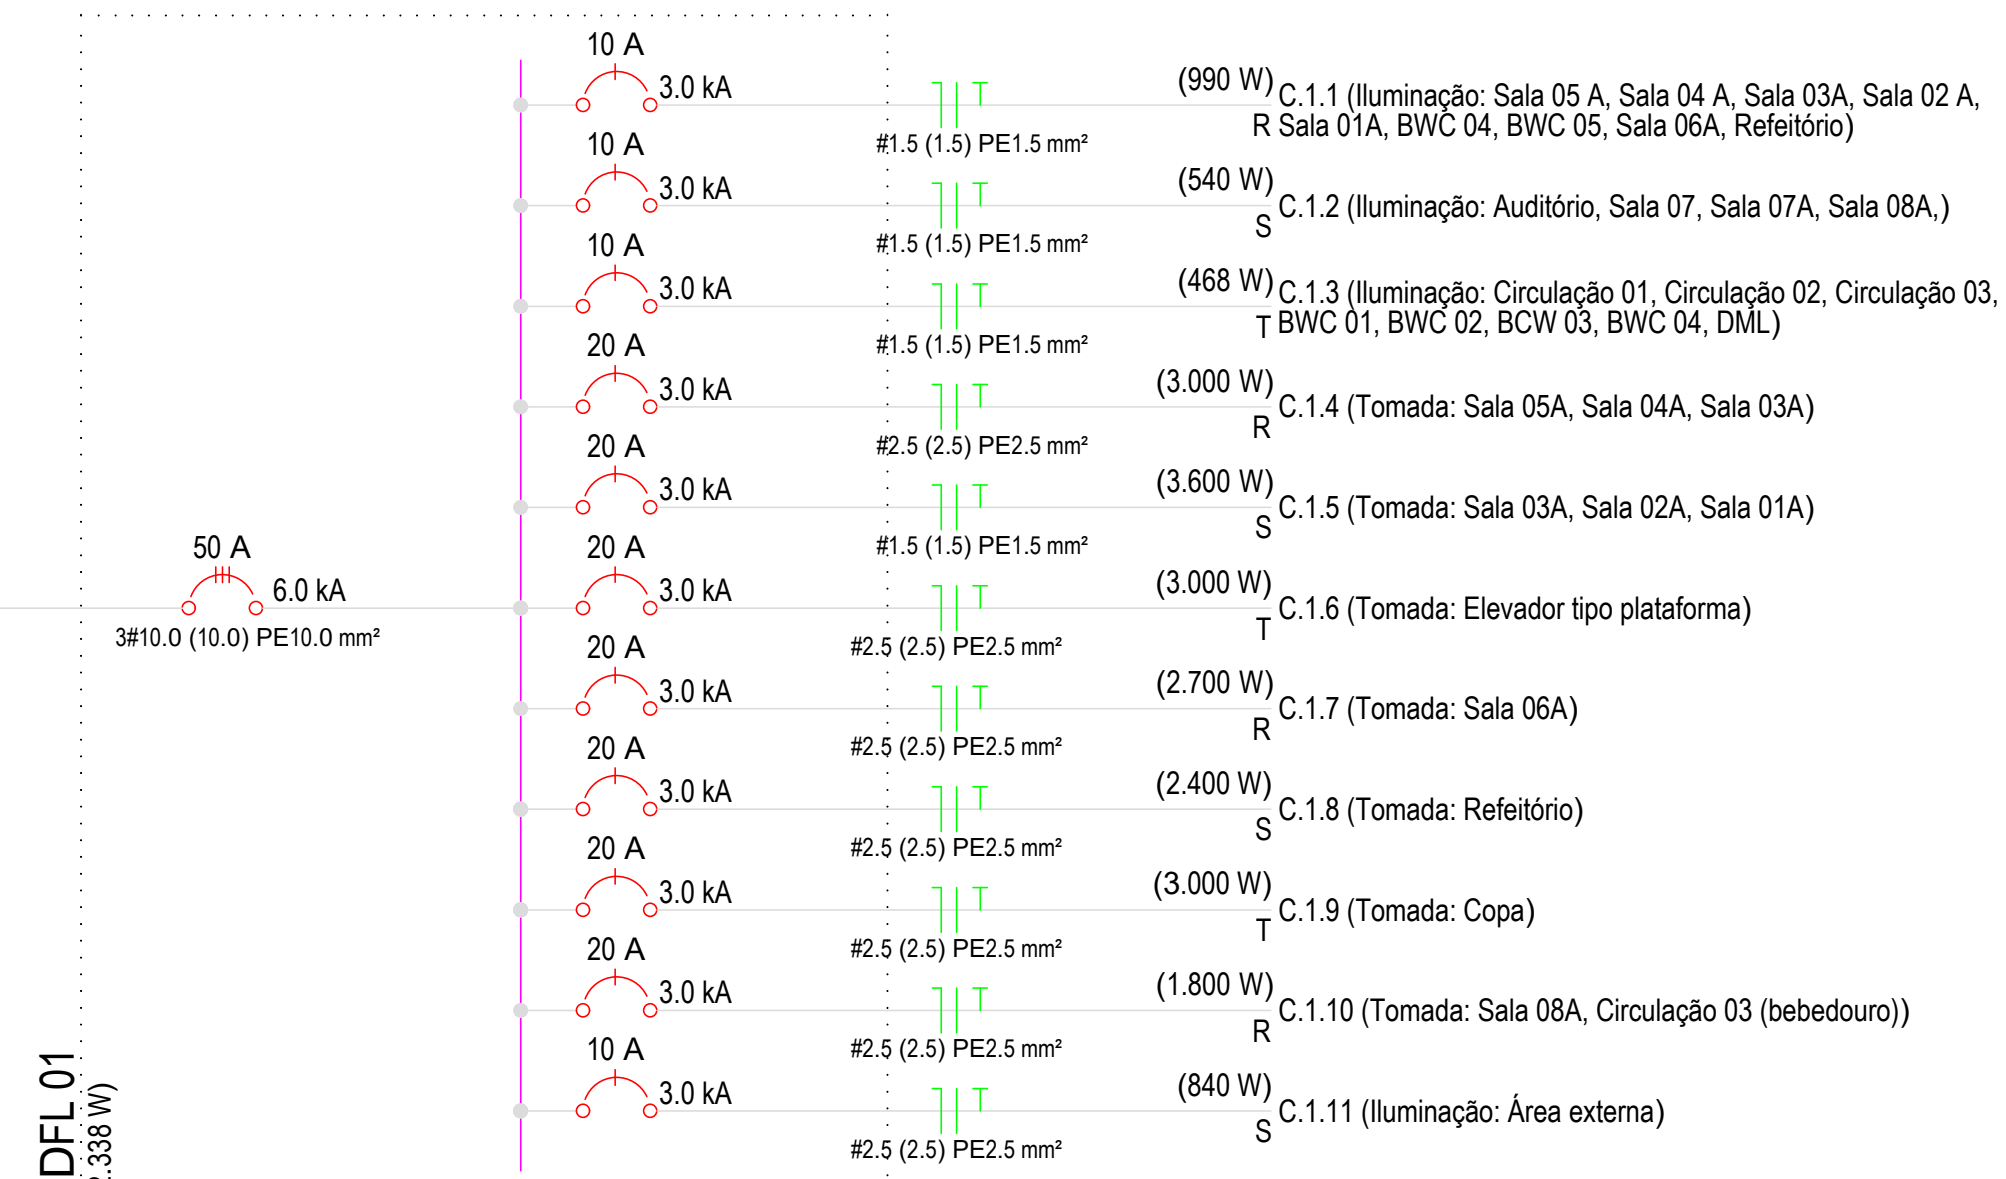 10 A
3.0 kA
(990 W)
C.1.1 (Iluminação: Sala 05 A, Sala 04 A, Sala 03A, Sala 02 A,
R Sala 01A, BWC 04, BWC 05, Sala 06A, Refeitório)
#1.5 (1.5) PE1.5 mm²
10 A
3.0 kA
(540 W)
C.1.2 (Iluminação: Auditório, Sala 07, Sala 07A, Sala 08A,)
S
#1.5 (1.5) PE1.5 mm²
10 A
3.0 kA
(468 W)
C.1.3 (Iluminação: Circulação 01, Circulação 02, Circulação 03,
T BWC 01, BWC 02, BCW 03, BWC 04, DML)
#1.5 (1.5) PE1.5 mm²
20 A
3.0 kA
(3.000 W)
C.1.4 (Tomada: Sala 05A, Sala 04A, Sala 03A)
R
#2.5 (2.5) PE2.5 mm²
20 A
3.0 kA
(3.600 W)
C.1.5 (Tomada: Sala 03A, Sala 02A, Sala 01A)
S
#1.5 (1.5) PE1.5 mm²
50 A
6.0 kA
3#10.0 (10.0) PE10.0 mm²
20 A
3.0 kA
(3.000 W)
C.1.6 (Tomada: Elevador tipo plataforma)
T
#2.5 (2.5) PE2.5 mm²
20 A
3.0 kA
(2.700 W)
C.1.7 (Tomada: Sala 06A)
R
#2.5 (2.5) PE2.5 mm²
20 A
3.0 kA
(2.400 W)
C.1.8 (Tomada: Refeitório)
S
#2.5 (2.5) PE2.5 mm²
20 A
3.0 kA
(3.000 W)
C.1.9 (Tomada: Copa)
T
#2.5 (2.5) PE2.5 mm²
20 A
3.0 kA
(1.800 W)
C.1.10 (Tomada: Sala 08A, Circulação 03 (bebedouro))
R
#2.5 (2.5) PE2.5 mm²
10 A
3.0 kA
(840 W)
C.1.11 (Iluminação: Área externa)
S
#2.5 (2.5) PE2.5 mm²
DFL 01
.338 W)